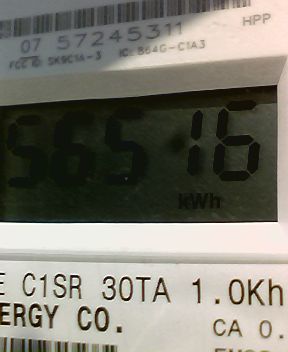 07 57245311
HPP
FCC ID: SK9C1A-3 IC: 864G-C1A3
56516
kWh
E C1SR 30TA 1.0Kh
ERGY CO.
CA 0.